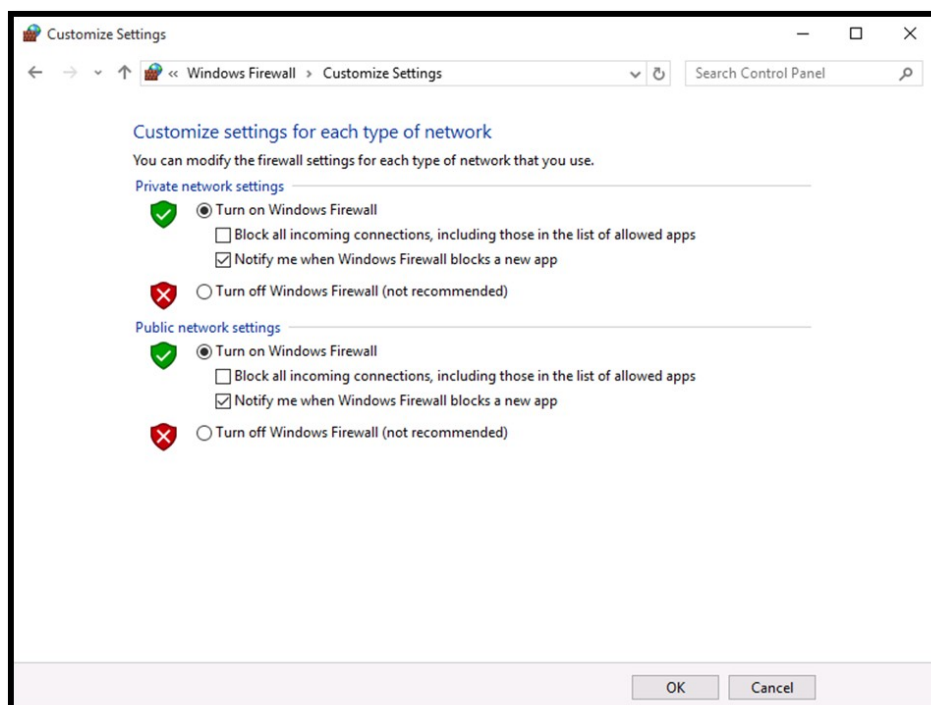 Customize Settings
« Windows Firewall › Customize Settings
Search Control Panel
Customize settings for each type of network
You can modify the firewall settings for each type of network that you use.
Private network settings
Turn on Windows Firewall
Block all incoming connections, including those in the list of allowed apps
Notify me when Windows Firewall blocks a new app
Turn off Windows Firewall (not recommended)
Public network settings
Turn on Windows Firewall
Block all incoming connections, including those in the list of allowed apps
Notify me when Windows Firewall blocks a new app
Turn off Windows Firewall (not recommended)
OK Cancel